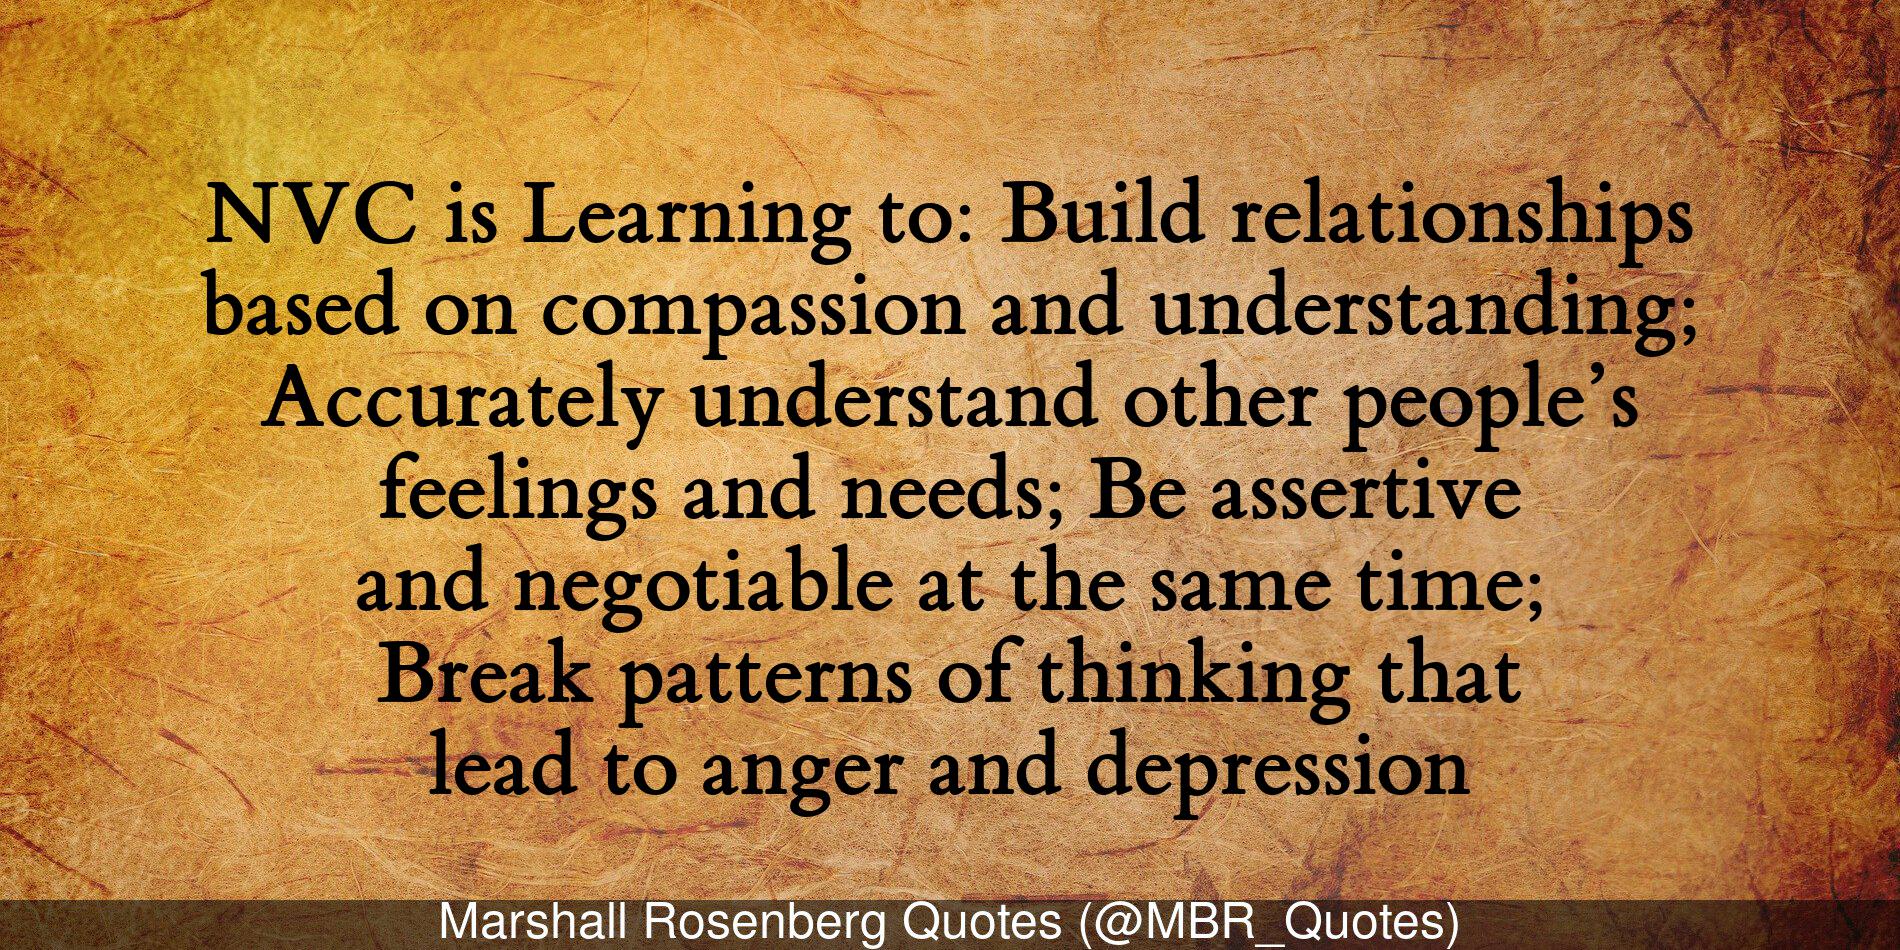 NVC is Learning to: Build relationships
based on compassion and understanding;
Accurately understand other people’s
feelings and needs; Be assertive
and negotiable at the same time;
Break patterns of thinking that
lead to anger and depression
Marshall Rosenberg Quotes (@MBR_Quotes)